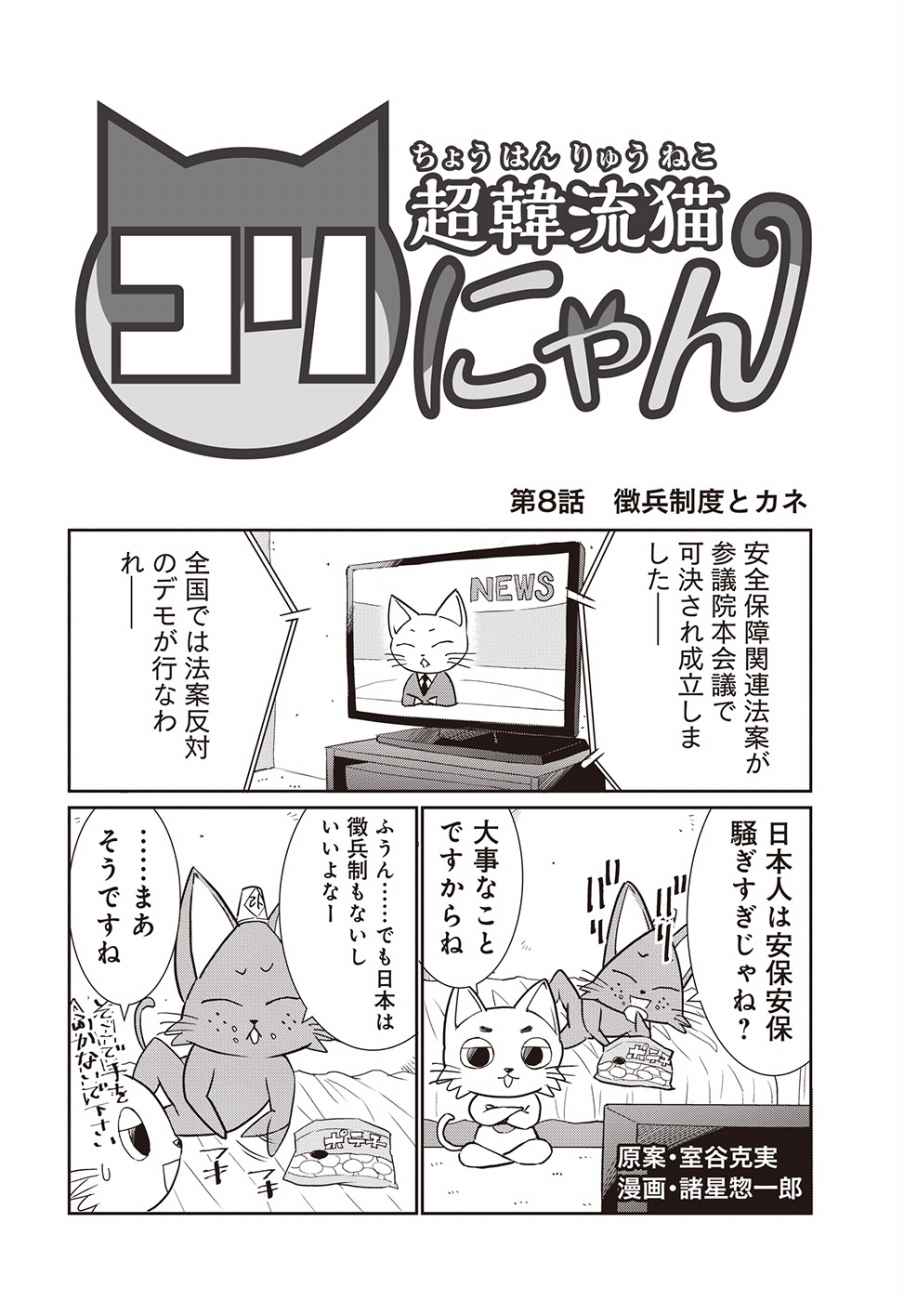 ちょうはんりゅうねこ
超韓流猫
コリにゃん
第8話 徴兵制度とカネ
安全保障関連法案が
参議院本会議で
可決され成立しま
した――
NEWS
全国では法案反対
のデモが行なわ
れ――
日本人は安保安保
騒ぎすぎじゃね?
大事なこと
ですからね
ボリ
ボリ
ポテチ
原案・室谷克実
漫画・諸星惣一郎
ふうん……でも日本は
徴兵制もないし
いいよなー
……まあ
そうですね
ポテチ
フキ
フキ
そこで手を
ふかないで下さい